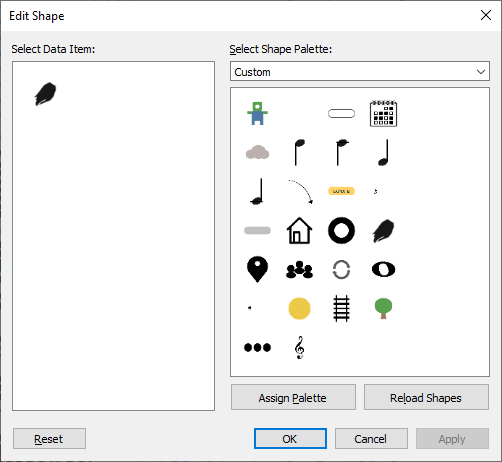 Edit Shape
Select Data Item:
Select Shape Palette:
Custom
Assign Palette
Reload Shapes
Reset
OK
Cancel
Apply